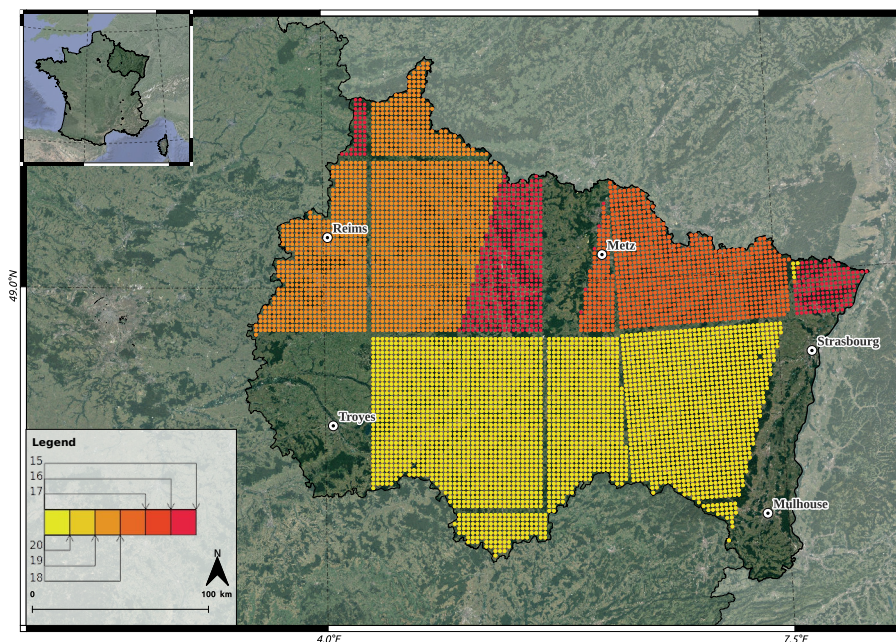 Reims
Metz
49.0°N
Strasbourg
Troyes
Legend
15
16
17
20
19
18
N
0
100 km
Mulhouse
4.0°E
7.5°E